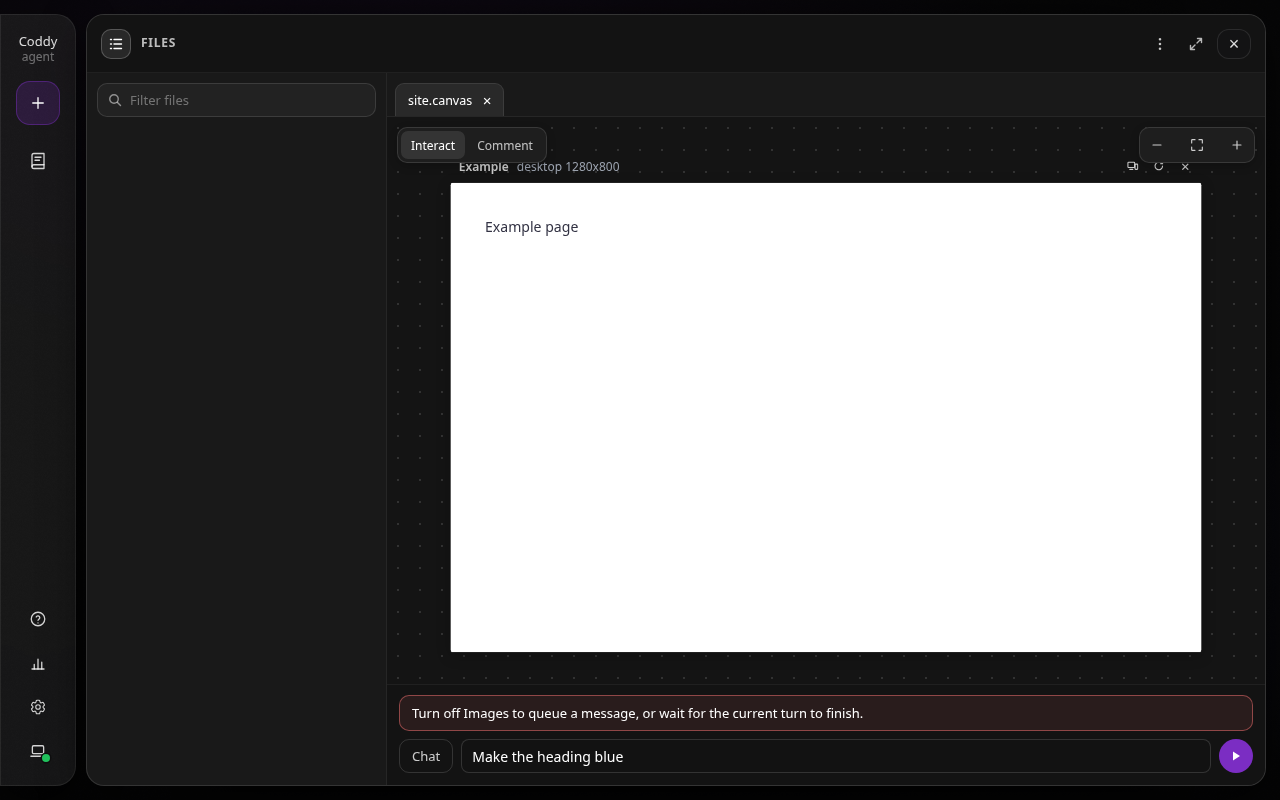 Coddy
agent
FILES
Filter files
site.canvas
Interact
Comment
Example desktop 1280x800
Example page
Turn off Images to queue a message, or wait for the current turn to finish.
Chat
Make the heading blue